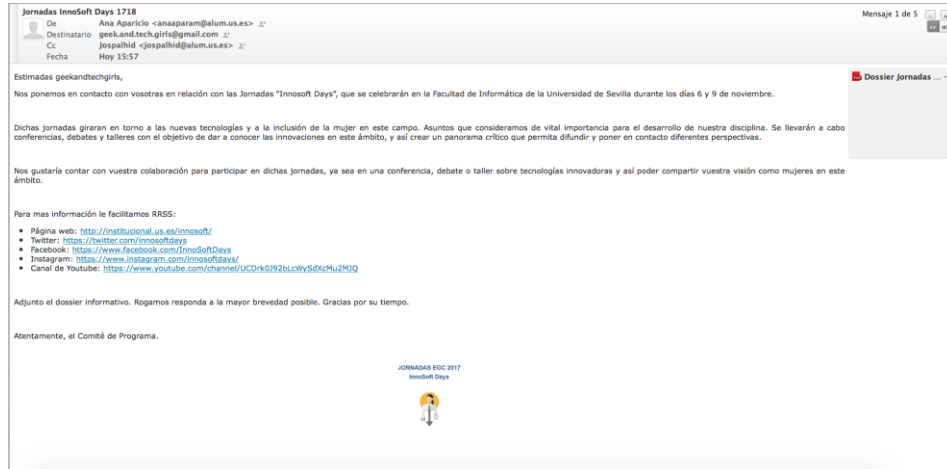 Jornadas InnoSoft Days 1718
Mensaje 1 de 5
De Ana Aparicio <anaaparam@alum.us.es>
Destinatario geek.and.tech.girls@gmail.com
Cc Jospalhid <jospalhid@alum.us.es>
Fecha Hoy 15:57
Dossier Jornadas ...
Estimadas geekandtechgirls,
Nos ponemos en contacto con vosotras en relación con las Jornadas "Innosoft Days", que se celebrarán en la Facultad de Informática de la Universidad de Sevilla durante los días 6 y 9 de noviembre.
Dichas jornadas giraran en torno a las nuevas tecnologías y a la inclusión de la mujer en este campo. Asuntos que consideramos de vital importancia para el desarrollo de nuestra disciplina. Se llevarán a cabo
conferencias, debates y talleres con el objetivo de dar a conocer las innovaciones en este ámbito, y así crear un panorama crítico que permita difundir y poner en contacto diferentes perspectivas.
Nos gustaría contar con vuestra colaboración para participar en dichas jornadas, ya sea en una conferencia, debate o taller sobre tecnologías innovadoras y así poder compartir vuestra visión como mujeres en este
ámbito.
Para mas información le facilitamos RRSS:
• Página web: http://institucional.us.es/innosoft/
• Twitter: https://twitter.com/innosoftdays
• Facebook: https://www.facebook.com/InnoSoftDays
• Instagram: https://www.instagram.com/innosoftdays/
• Canal de Youtube: https://www.youtube.com/channel/UCDrk0J92bLcWySdXcMu2MJQ
Adjunto el dossier informativo. Rogamos responda a la mayor brevedad posible. Gracias por su tiempo.
Atentamente, el Comité de Programa.
JORNADAS EGC 2017
InnoSoft Days